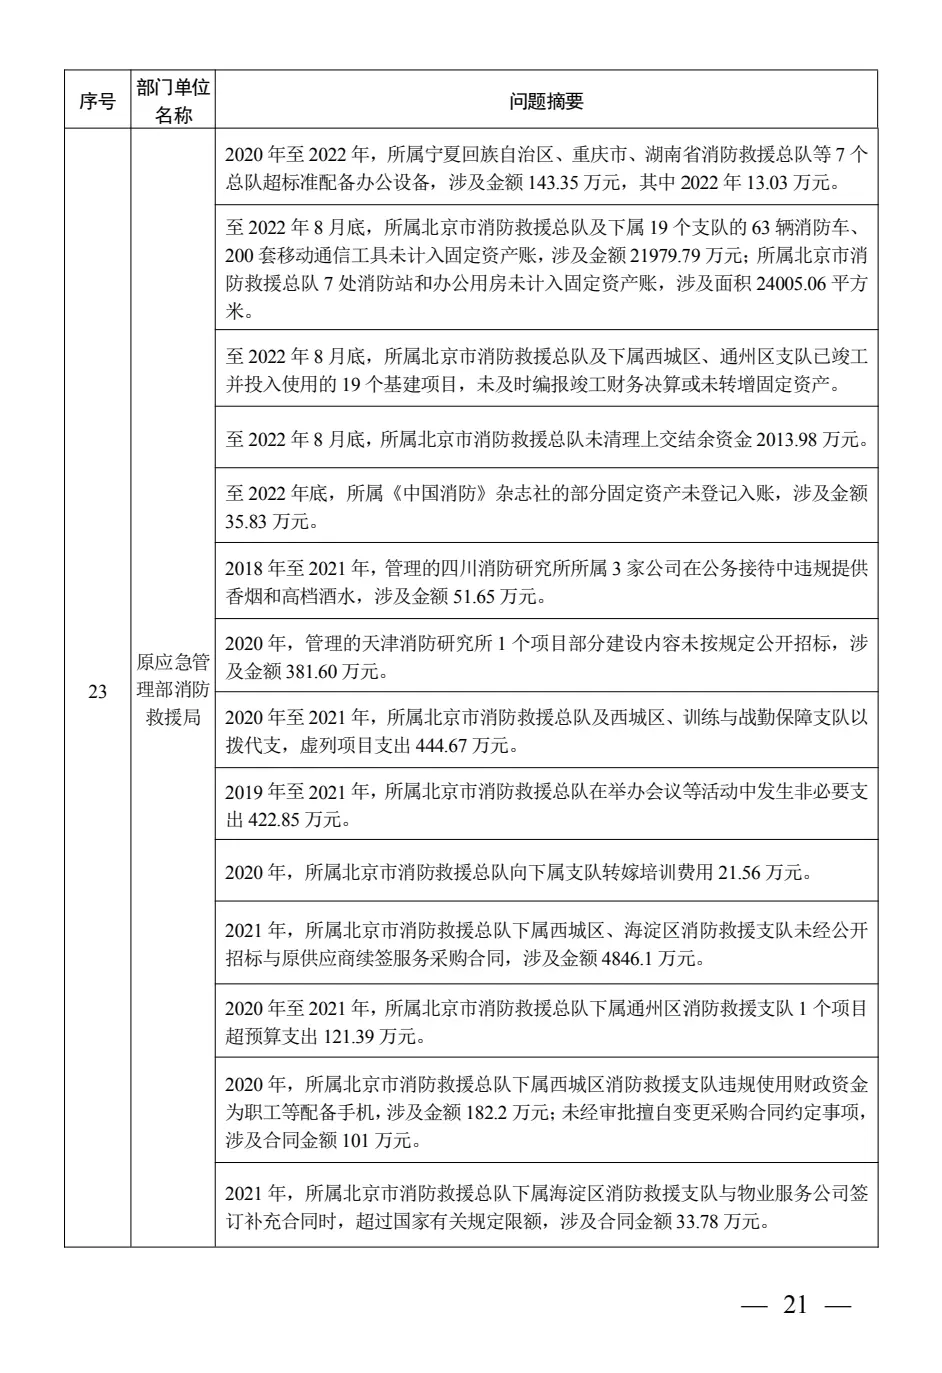 序号
部门单位
名称
问题摘要
23
原应急管
理部消防
救援局
2020 年至 2022 年，所属宁夏回族自治区、重庆市、湖南省消防救援总队等 7 个
总队超标准配备办公设备，涉及金额 143.35 万元，其中 2022 年 13.03 万元。
至 2022 年 8 月底，所属北京市消防救援总队及下属 19 个支队的 63 辆消防车、
200 套移动通信工具未计入固定资产账，涉及金额 21979.79 万元；所属北京市消
防救援总队 7 处消防站和办公用房未计入固定资产账，涉及面积 24005.06 平方
米。
至 2022 年 8 月底，所属北京市消防救援总队及下属西城区、通州区支队已竣工
并投入使用的 19 个基建项目，未及时编报竣工财务决算或未转增固定资产。
至 2022 年 8 月底，所属北京市消防救援总队未清理上交结余资金 2013.98 万元。
至 2022 年底，所属《中国消防》杂志社的部分固定资产未登记入账，涉及金额
35.83 万元。
2018 年至 2021 年，管理的四川消防研究所所属 3 家公司在公务接待中违规提供
香烟和高档酒水，涉及金额 51.65 万元。
2020 年，管理的天津消防研究所 1 个项目部分建设内容未按规定公开招标，涉
及金额 381.60 万元。
2020 年至 2021 年，所属北京市消防救援总队及西城区、训练与战勤保障支队以
拨代支，虚列项目支出 444.67 万元。
2019 年至 2021 年，所属北京市消防救援总队在举办会议等活动中发生非必要支
出 422.85 万元。
2020 年，所属北京市消防救援总队向下属支队转嫁培训费用 21.56 万元。
2021 年，所属北京市消防救援总队下属西城区、海淀区消防救援支队未经公开
招标与原供应商续签服务采购合同，涉及金额 4846.1 万元。
2020 年至 2021 年，所属北京市消防救援总队下属通州区消防救援支队 1 个项目
超预算支出 121.39 万元。
2020 年，所属北京市消防救援总队下属西城区消防救援支队违规使用财政资金
为职工等配备手机，涉及金额 182.2 万元；未经审批擅自变更采购合同约定事项，
涉及合同金额 101 万元。
2021 年，所属北京市消防救援总队下属海淀区消防救援支队与物业服务公司签
订补充合同时，超过国家有关规定限额，涉及合同金额 33.78 万元。
— 21 —